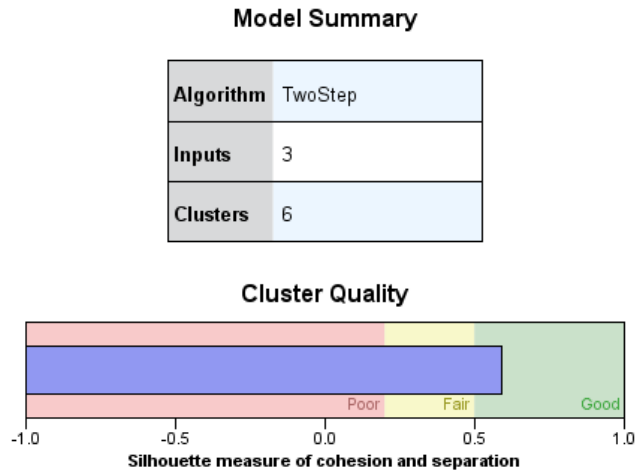 Model Summary
Algorithm TwoStep
Inputs 3
Clusters 6
Cluster Quality
Poor Fair Good
-1.0 -0.5 0.0 0.5 1.0
Silhouette measure of cohesion and separation